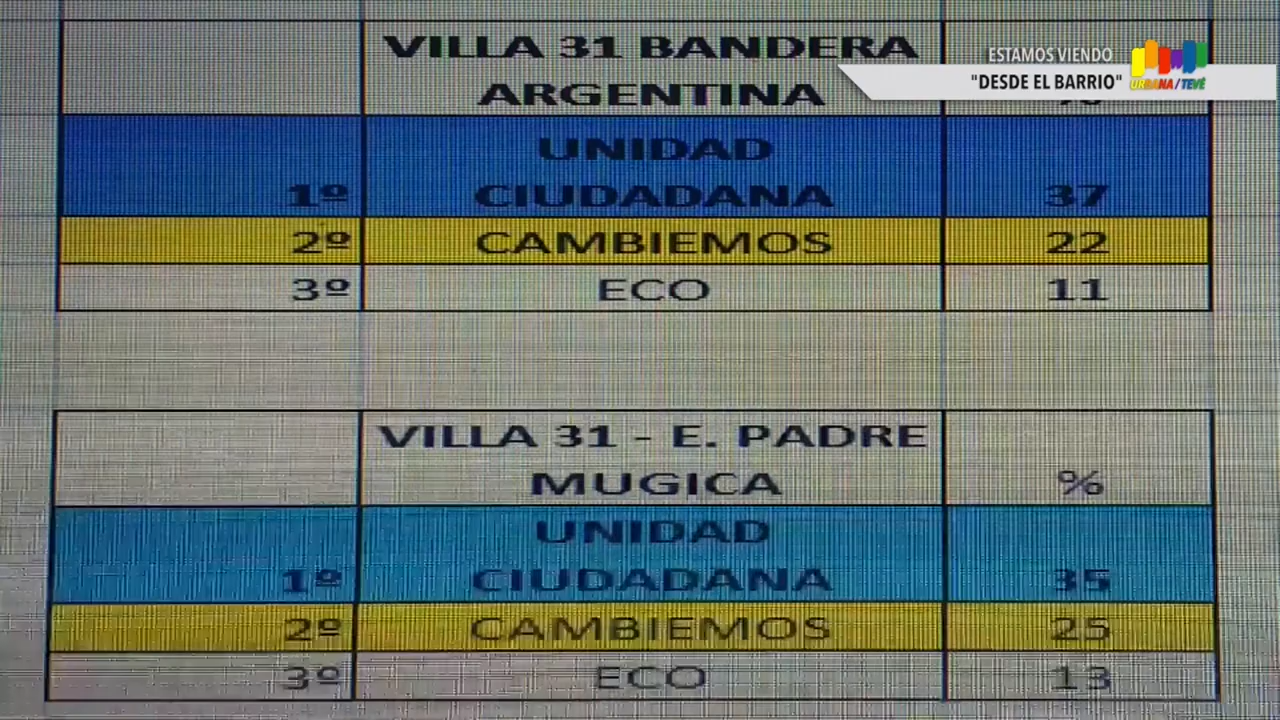 VILLA 31 BANDERA
ARGENTINA
%
ESTAMOS VIENDO
"DESDE EL BARRIO"
URBANA/TEVÉ
UNIDAD
1º CIUDADANA 37
2º CAMBIEMOS 22
3º ECO 11
VILLA 31 - E. PADRE
MUGICA %
UNIDAD
1º CIUDADANA 35
2º CAMBIEMOS 25
3º ECO 13